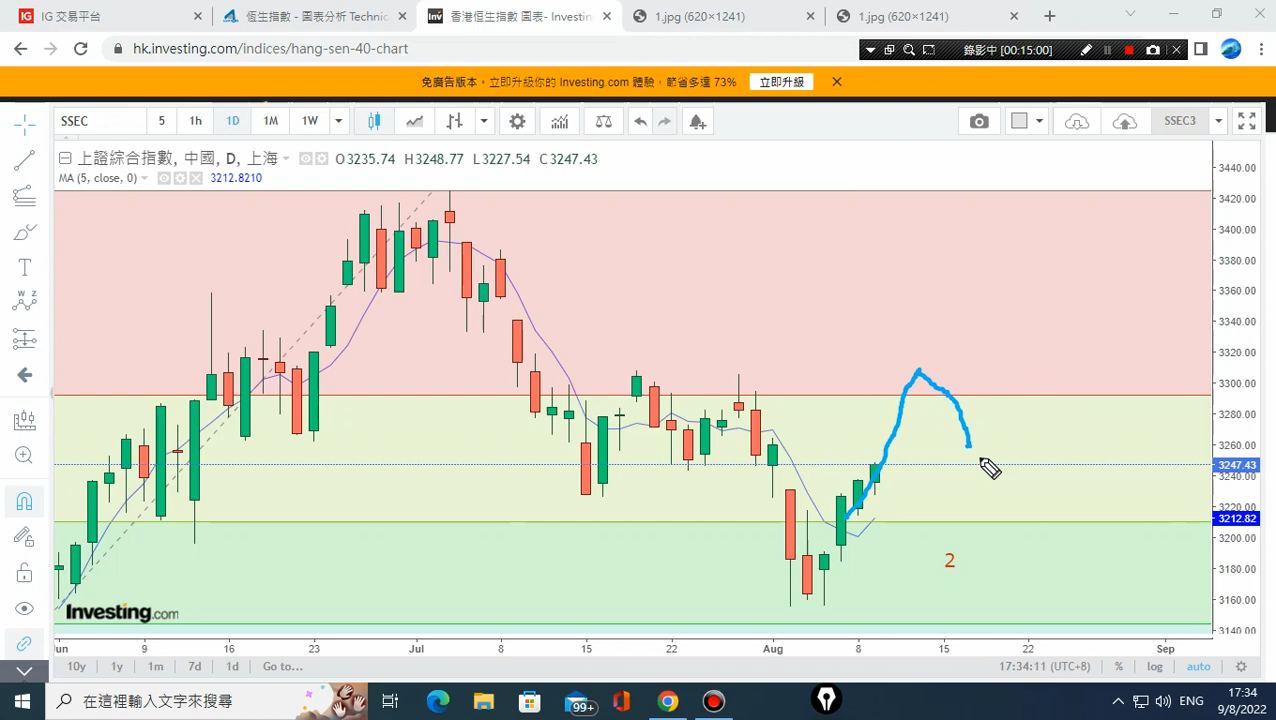 IG 交易平台
恆生指數 - 圖表分析 Technic
香港恒生指數 圖表- Investin
1.jpg (620×1241)
1.jpg (620×1241)
hk.investing.com/indices/hang-sen-40-chart
錄影中 [00:15:00]
免廣告版本。立即升級你的 Investing.com 體驗，節省多達 73%
立即升級
SSEC 5 1h 1D 1M 1W SSEC3
上證綜合指數, 中國, D, 上海 O3235.74 H3248.77 L3227.54 C3247.43
MA (5, close, 0) 3212.8210
3440.00
3420.00
3400.00
3380.00
3360.00
3340.00
3320.00
3300.00
3280.00
3260.00
3247.43
3240.00
3220.00
3212.82
3200.00
3180.00
3160.00
3140.00
2
Investing.com
Jun 9 16 23 Jul 8 15 22 Aug 8 15 22 Sep
10y 1y 1m 7d 1d Go to... 17:34:11 (UTC+8) % log auto
在這裡輸入文字來搜尋
99+
ENG
17:34
9/8/2022